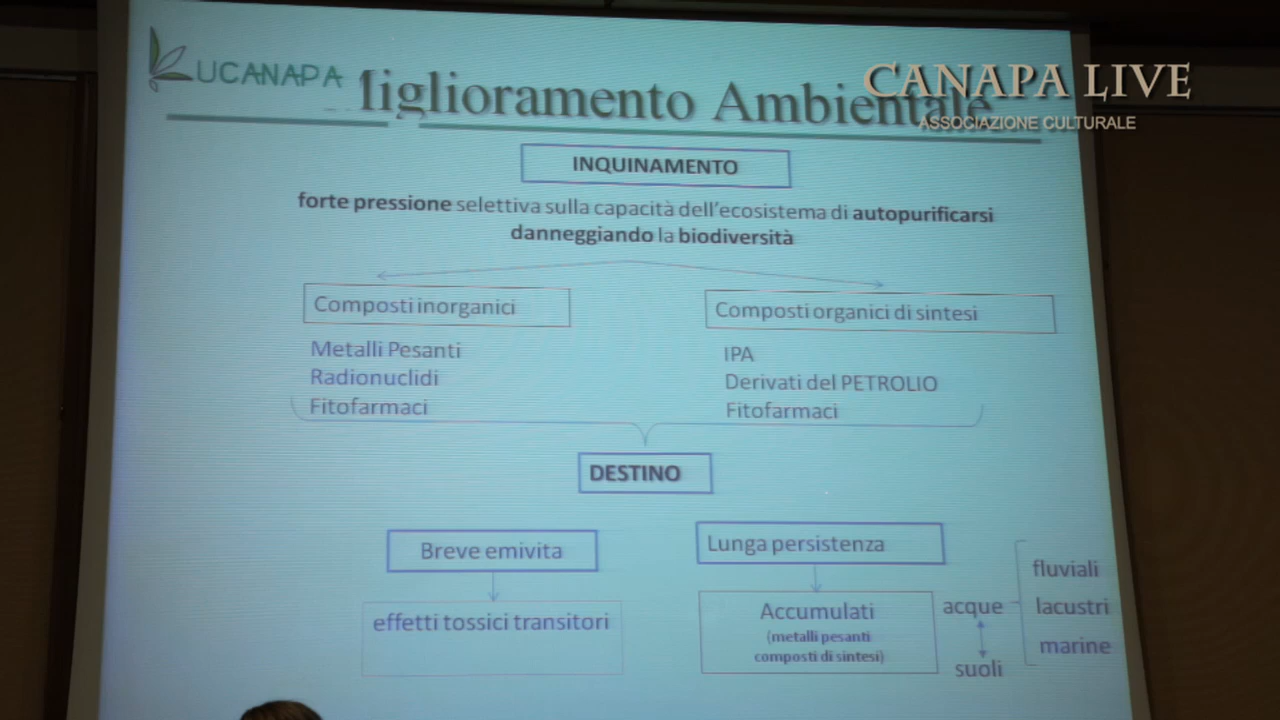 LUCANAPA
Miglioramento Ambientale
CANAPA LIVE
ASSOCIAZIONE CULTURALE
INQUINAMENTO
forte pressione selettiva sulla capacità dell'ecosistema di autopurificarsi
danneggiando la biodiversità
Composti inorganici
Composti organici di sintesi
Metalli Pesanti
Radionuclidi
Fitofarmaci
IPA
Derivati del PETROLIO
Fitofarmaci
DESTINO
Breve emivita
Lunga persistenza
effetti tossici transitori
Accumulati
(metalli pesanti
composti di sintesi)
acque
suoli
fluviali
lacustri
marine